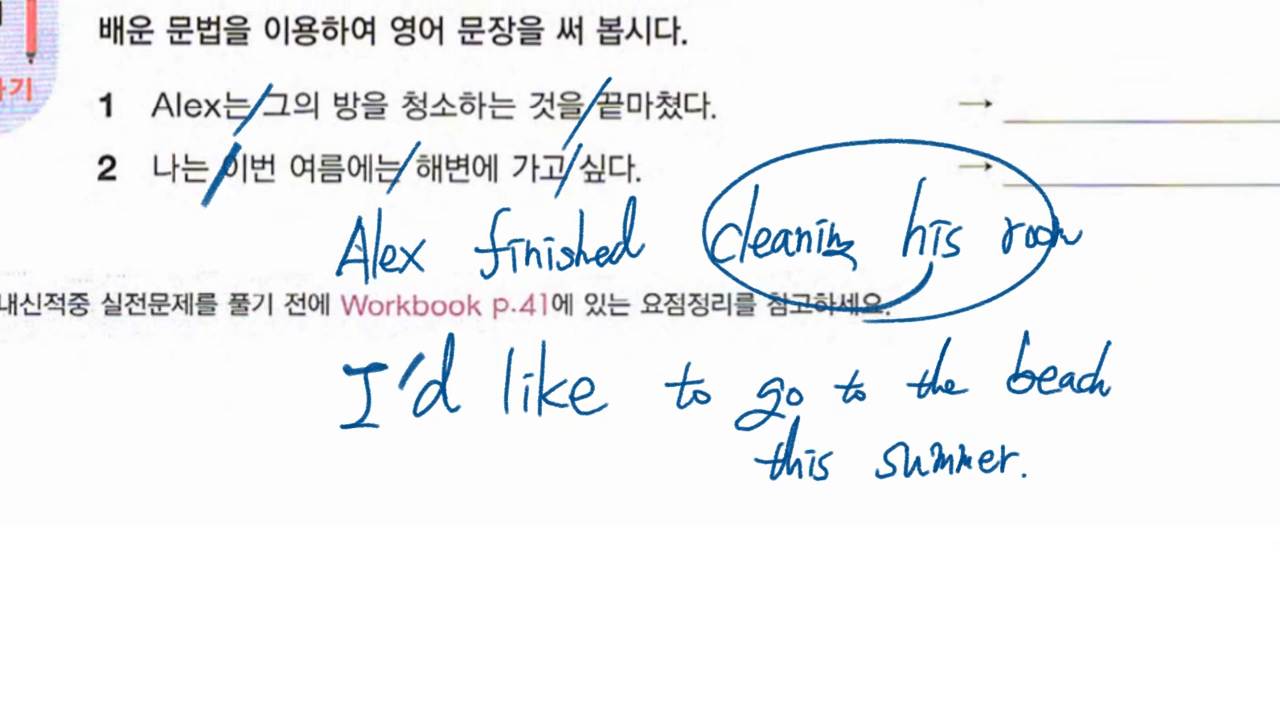 배운 문법을 이용하여 영어 문장을 써 봅시다.
1 Alex는 그의 방을 청소하는 것을 끝마쳤다. →
2 나는 이번 여름에는 해변에 가고 싶다. →
Alex finished cleaning his room
내신적중 실전문제를 풀기 전에 Workbook p.41에 있는 요점정리를 참고하세요.
I'd like to go to the beach
this summer.